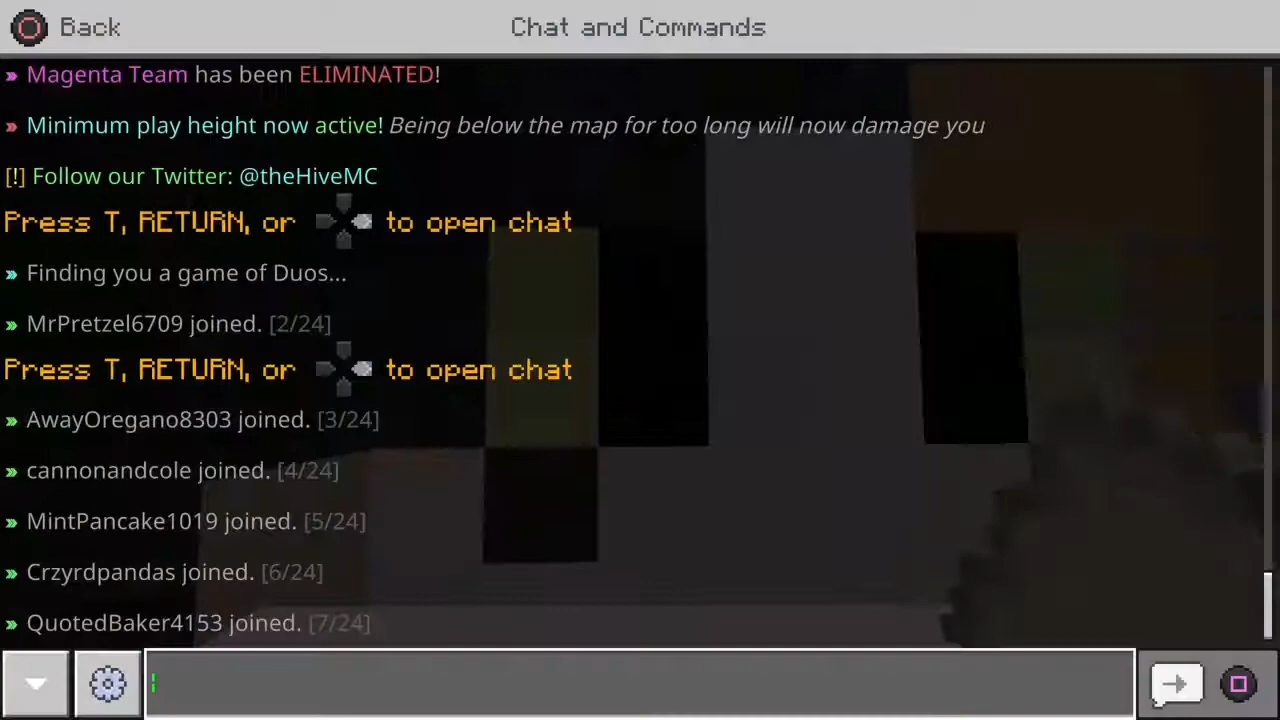 Back
Chat and Commands
» Magenta Team has been ELIMINATED!
» Minimum play height now active! Being below the map for too long will now damage you
[!] Follow our Twitter: @theHiveMC
Press T, RETURN, or to open chat
» Finding you a game of Duos...
» MrPretzel6709 joined. [2/24]
Press T, RETURN, or to open chat
» AwayOregano8303 joined. [3/24]
» cannonandcole joined. [4/24]
» MintPancake1019 joined. [5/24]
» Crzyrdpandas joined. [6/24]
» QuotedBaker4153 joined. [7/24]